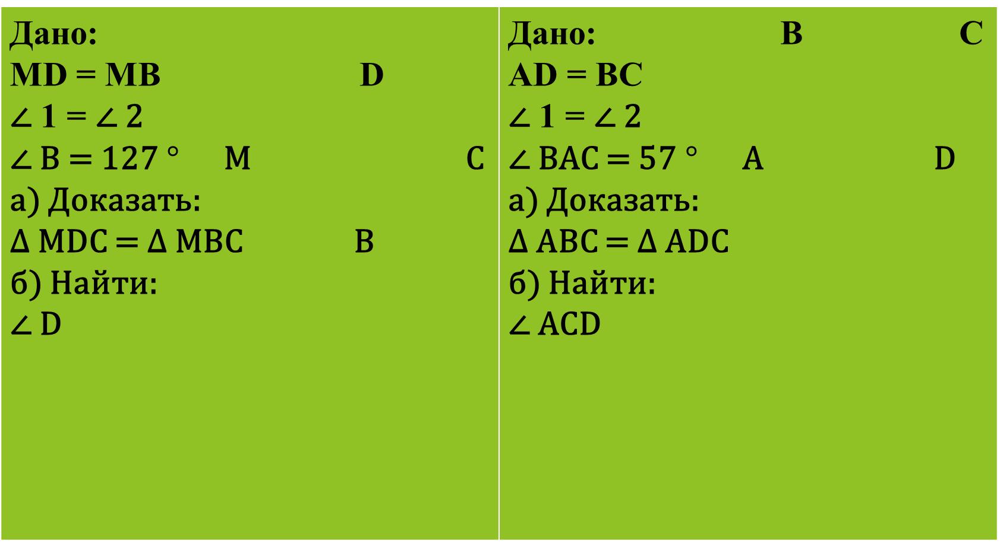 Дано:
MD = MB D
∠ 1 = ∠ 2
∠ B = 127 ° M C
а) Доказать:
Δ MDC = Δ MBC B
б) Найти:
∠ D
Дано: B C
AD = BC
∠ 1 = ∠ 2
∠ BAC = 57 ° A D
а) Доказать:
Δ ABC = Δ ADC
б) Найти:
∠ ACD